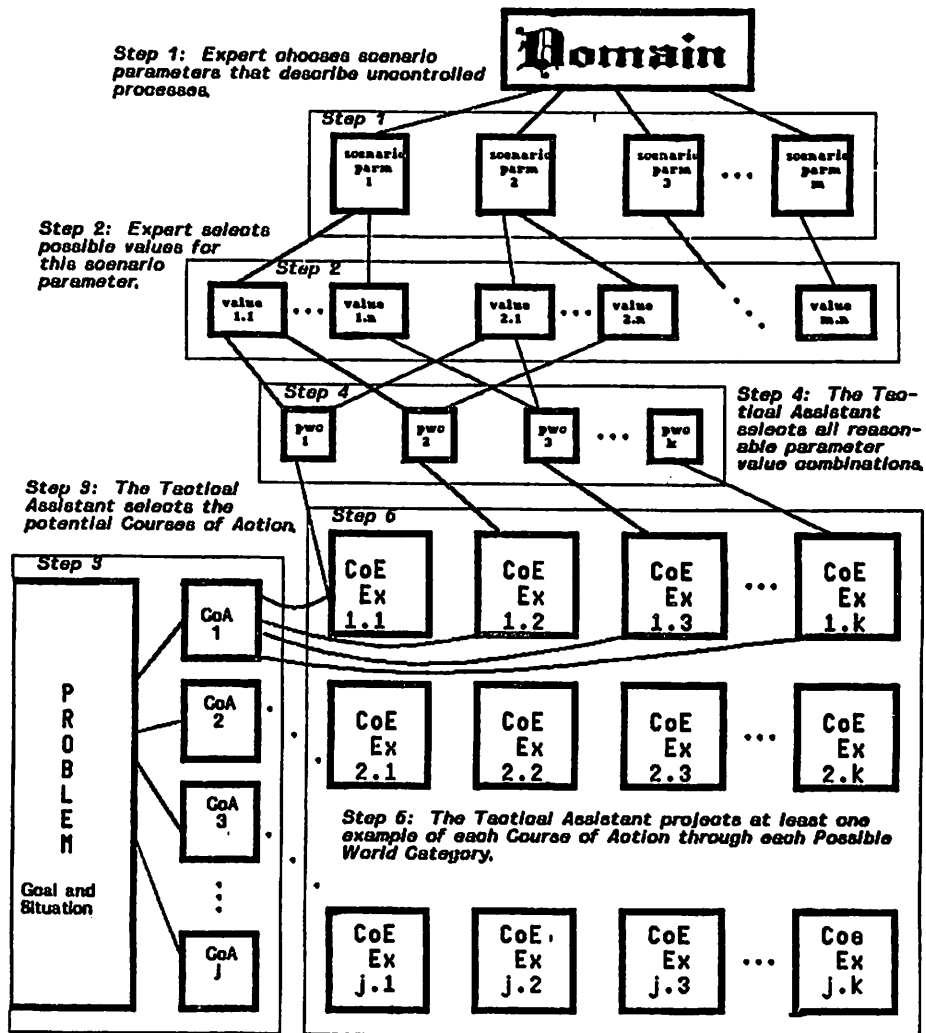 Domain
Step 1: Expert chooses scenario
parameters that describe uncontrolled
processes.
Step 1
scenario
parm
1
scenario
parm
2
scenario
parm
3
...
scenario
parm
m
Step 2: Expert selects
possible values for
this scenario
parameter.
Step 2
value
1.1
...
value
1.n
value
2.1
...
value
2.n
value
m.n
Step 4
pwc
1
pwc
2
pwc
3
...
pwc
k
Step 4: The Tac-
tical Assistant
selects all reason-
able parameter
value combinations.
Step 3: The Tactical
Assistant selects the
potential Courses of Action.
Step 3
PROBLEM
Goal and
Situation
CoA
1
CoA
2
CoA
3
CoA
j
Step 5
CoE
Ex
1.1
CoE
Ex
1.2
CoE
Ex
1.3
...
CoE
Ex
1.k
CoE
Ex
2.1
CoE
Ex
2.2
CoE
Ex
2.3
...
CoE
Ex
2.k
Step 5: The Tactical Assistant projects at least one
example of each Course of Action through each Possible
World Category.
CoE
Ex
j.1
CoE
Ex
j.2
CoE
Ex
j.3
...
Coe
Ex
j.k